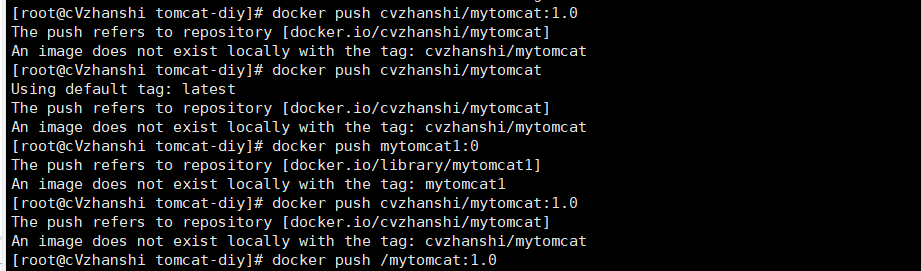 [root@cVzhanshi tomcat-diy]# docker push cvzhanshi/mytomcat:1.0
The push refers to repository [docker.io/cvzhanshi/mytomcat]
An image does not exist locally with the tag: cvzhanshi/mytomcat
[root@cVzhanshi tomcat-diy]# docker push cvzhanshi/mytomcat
Using default tag: latest
The push refers to repository [docker.io/cvzhanshi/mytomcat]
An image does not exist locally with the tag: cvzhanshi/mytomcat
[root@cVzhanshi tomcat-diy]# docker push mytomcat1:0
The push refers to repository [docker.io/library/mytomcat1]
An image does not exist locally with the tag: mytomcat1
[root@cVzhanshi tomcat-diy]# docker push cvzhanshi/mytomcat:1.0
The push refers to repository [docker.io/cvzhanshi/mytomcat]
An image does not exist locally with the tag: cvzhanshi/mytomcat
[root@cVzhanshi tomcat-diy]# docker push /mytomcat:1.0